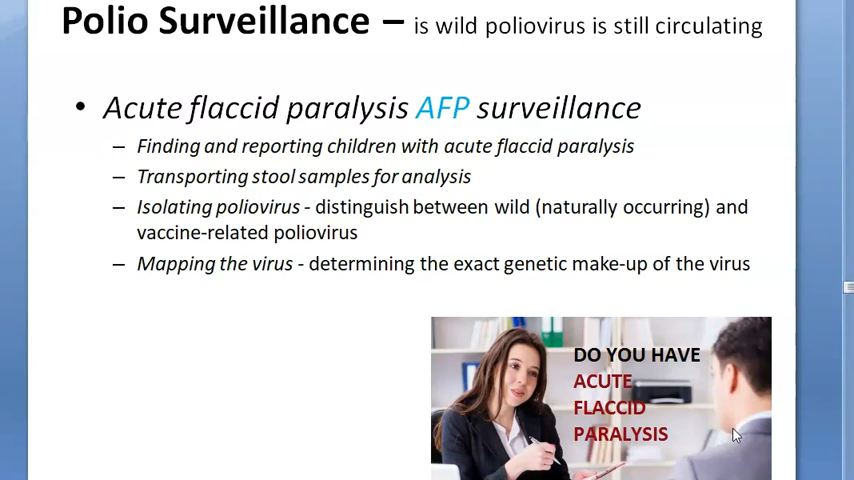 Polio Surveillance – is wild poliovirus is still circulating
• Acute flaccid paralysis AFP surveillance
– Finding and reporting children with acute flaccid paralysis
– Transporting stool samples for analysis
– Isolating poliovirus - distinguish between wild (naturally occurring) and
vaccine-related poliovirus
– Mapping the virus - determining the exact genetic make-up of the virus
DO YOU HAVE
ACUTE
FLACCID
PARALYSIS